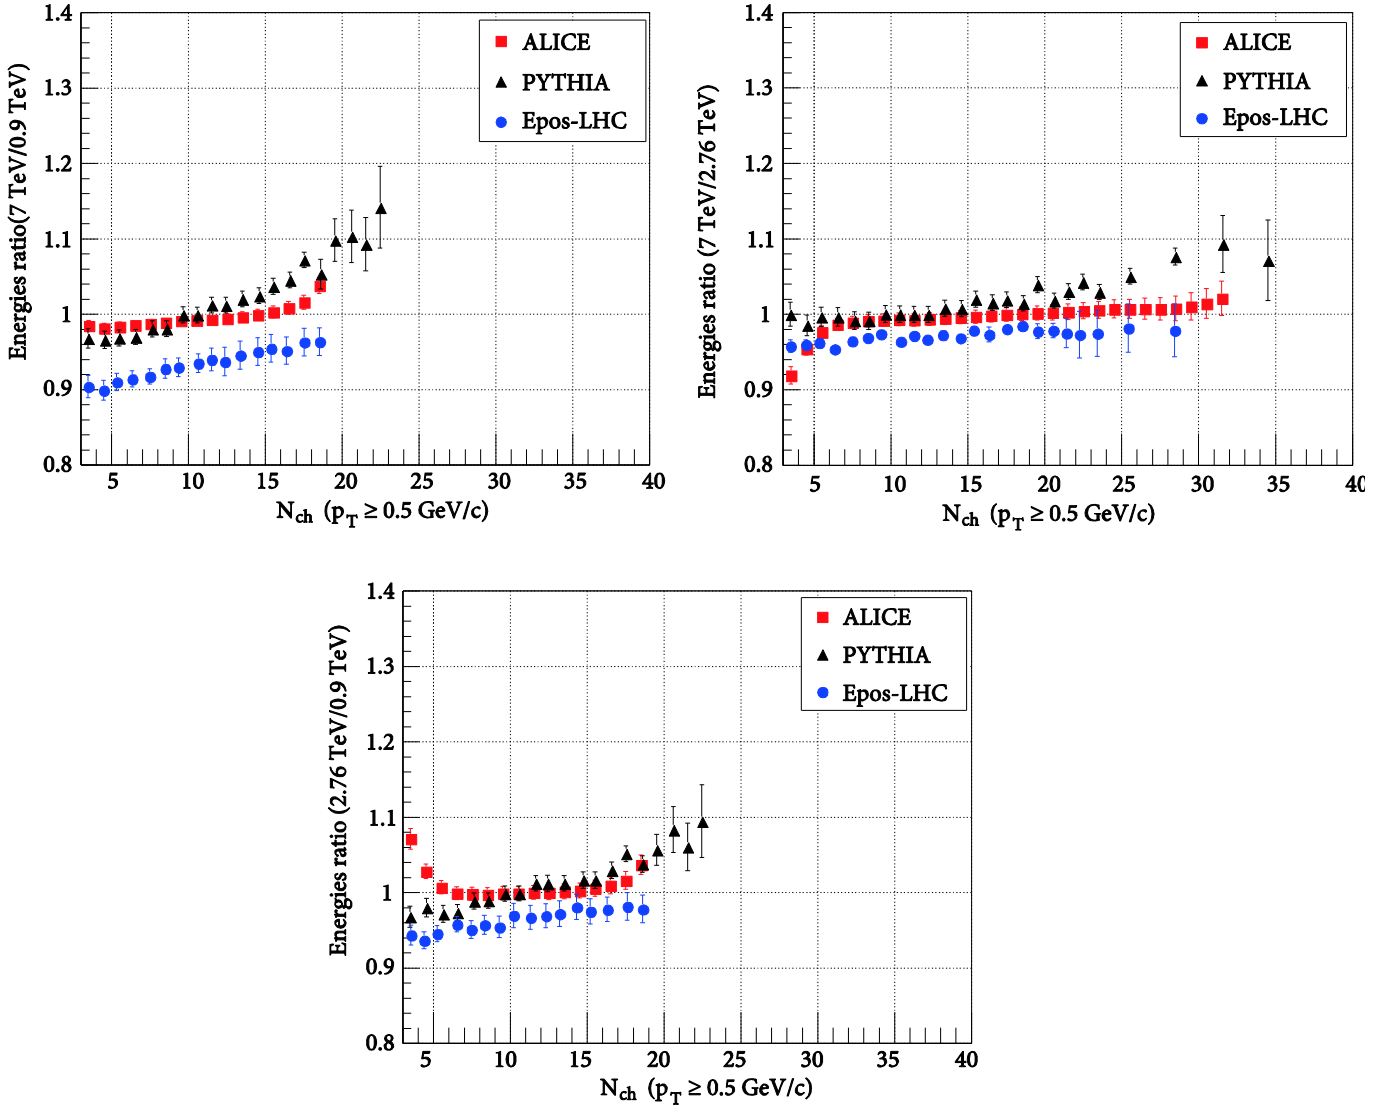 1.4
1.3
1.2
1.1
1
0.9
0.8
Energies ratio(7 TeV/0.9 TeV)
ALICE
PYTHIA
Epos-LHC
5 10 15 20 25 30 35 40
N_ch (p_T ≥ 0.5 GeV/c)
1.4
1.3
1.2
1.1
1
0.9
0.8
Energies ratio (7 TeV/2.76 TeV)
ALICE
PYTHIA
Epos-LHC
5 10 15 20 25 30 35 40
N_ch (p_T ≥ 0.5 GeV/c)
1.4
1.3
1.2
1.1
1
0.9
0.8
Energies ratio (2.76 TeV/0.9 TeV)
ALICE
PYTHIA
Epos-LHC
5 10 15 20 25 30 35 40
N_ch (p_T ≥ 0.5 GeV/c)